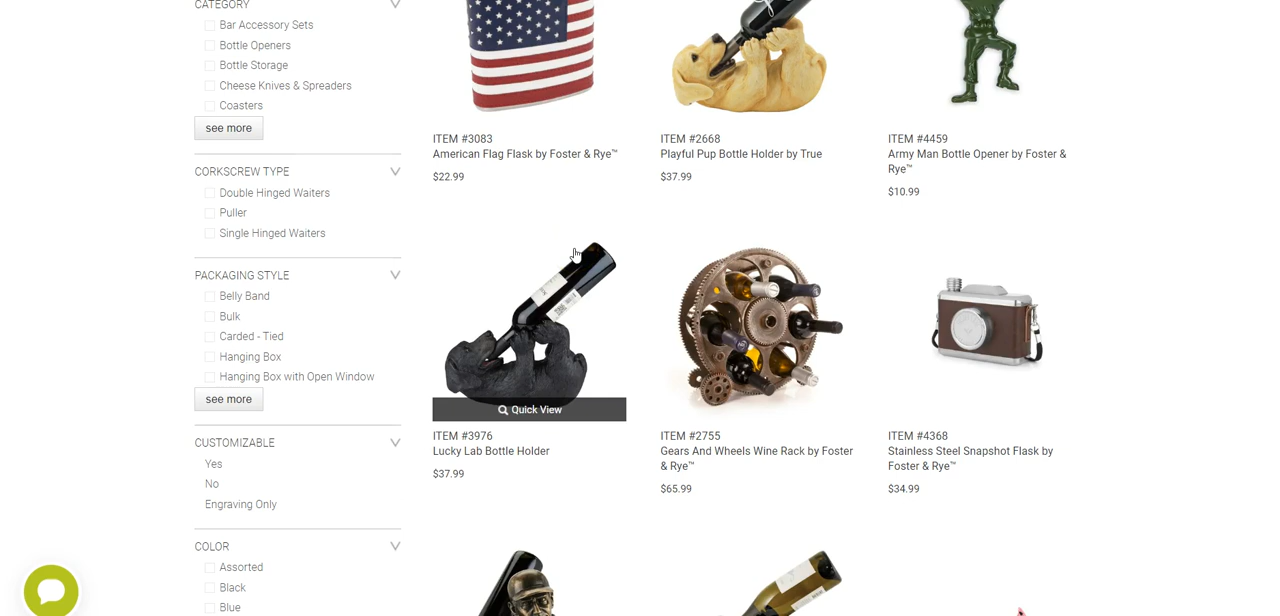 CATEGORY
Bar Accessory Sets
Bottle Openers
Bottle Storage
Cheese Knives & Spreaders
Coasters
see more
CORKSCREW TYPE
Double Hinged Waiters
Puller
Single Hinged Waiters
PACKAGING STYLE
Belly Band
Bulk
Carded - Tied
Hanging Box
Hanging Box with Open Window
see more
CUSTOMIZABLE
Yes
No
Engraving Only
COLOR
Assorted
Black
Blue
ITEM #3083
American Flag Flask by Foster & Rye™
$22.99
ITEM #2668
Playful Pup Bottle Holder by True
$37.99
ITEM #4459
Army Man Bottle Opener by Foster &
Rye™
$10.99
Quick View
ITEM #3976
Lucky Lab Bottle Holder
$37.99
ITEM #2755
Gears And Wheels Wine Rack by Foster
& Rye™
$65.99
ITEM #4368
Stainless Steel Snapshot Flask by
Foster & Rye™
$34.99